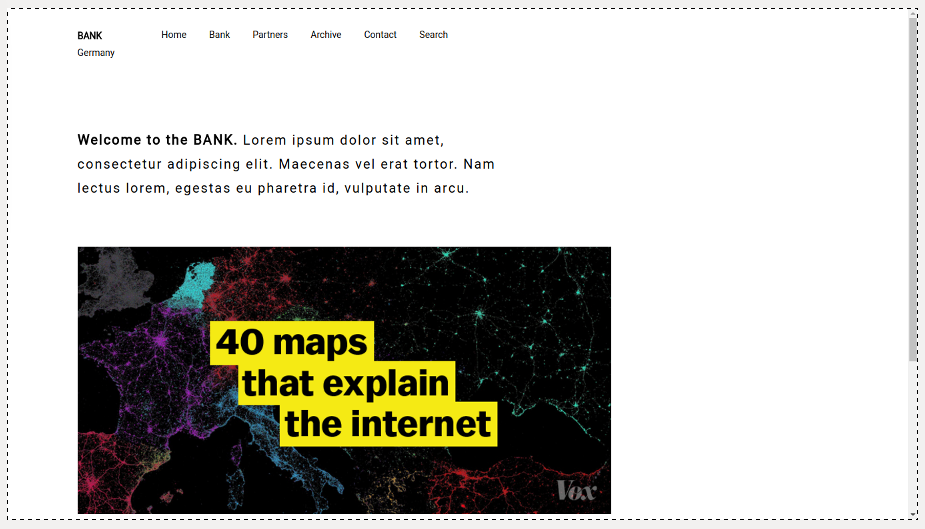 BANK
Germany
Home Bank Partners Archive Contact Search
Welcome to the BANK. Lorem ipsum dolor sit amet,
consectetur adipiscing elit. Maecenas vel erat tortor. Nam
lectus lorem, egestas eu pharetra id, vulputate in arcu.
40 maps
that explain
the internet
Vox